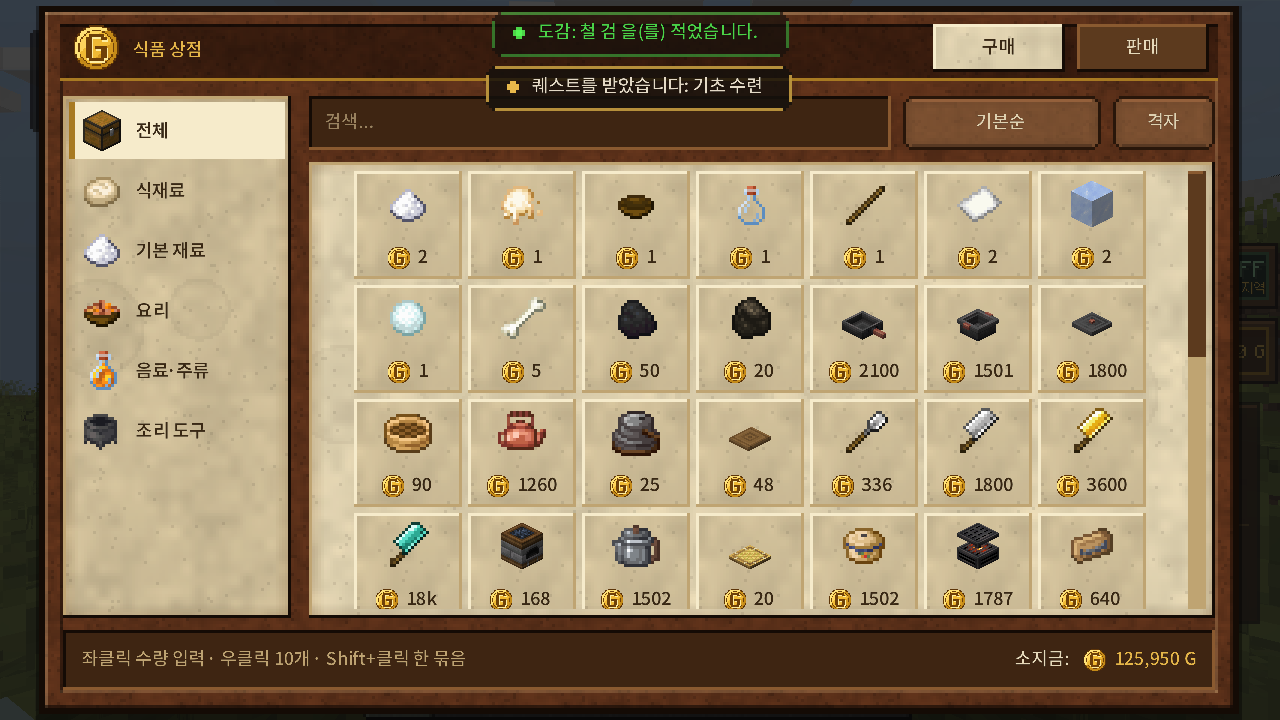 도감: 철 검 을(를) 적었습니다.
식품 상점
구매
판매
퀘스트를 받았습니다: 기초 수련
검색...
기본순
격자
전체
식재료
기본 재료
요리
음료·주류
조리 도구
2 1 1 1 1 2 2
1 5 50 20 2100 1501 1800
90 1260 25 48 336 1800 3600
18k 168 1502 20 1502 1787 640
좌클릭 수량 입력 · 우클릭 10개 · Shift+클릭 한 묶음
소지금: 125,950 G
FF
지역
G